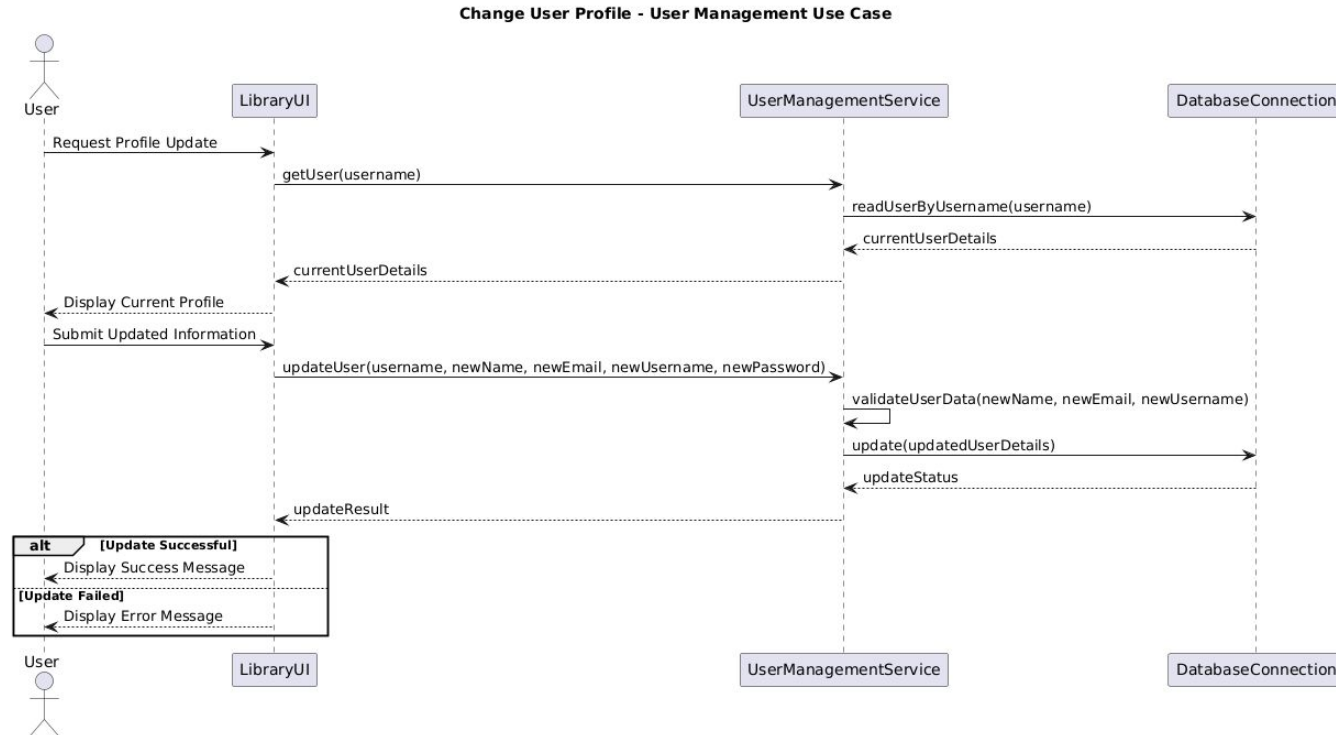 Change User Profile - User Management Use Case
User
LibraryUI
UserManagementService
DatabaseConnection
Request Profile Update
getUser(username)
readUserByUsername(username)
currentUserDetails
currentUserDetails
Display Current Profile
Submit Updated Information
updateUser(username, newName, newEmail, newUsername, newPassword)
validateUserData(newName, newEmail, newUsername)
update(updatedUserDetails)
updateStatus
updateResult
alt [Update Successful]
Display Success Message
[Update Failed]
Display Error Message
User
LibraryUI
UserManagementService
DatabaseConnection